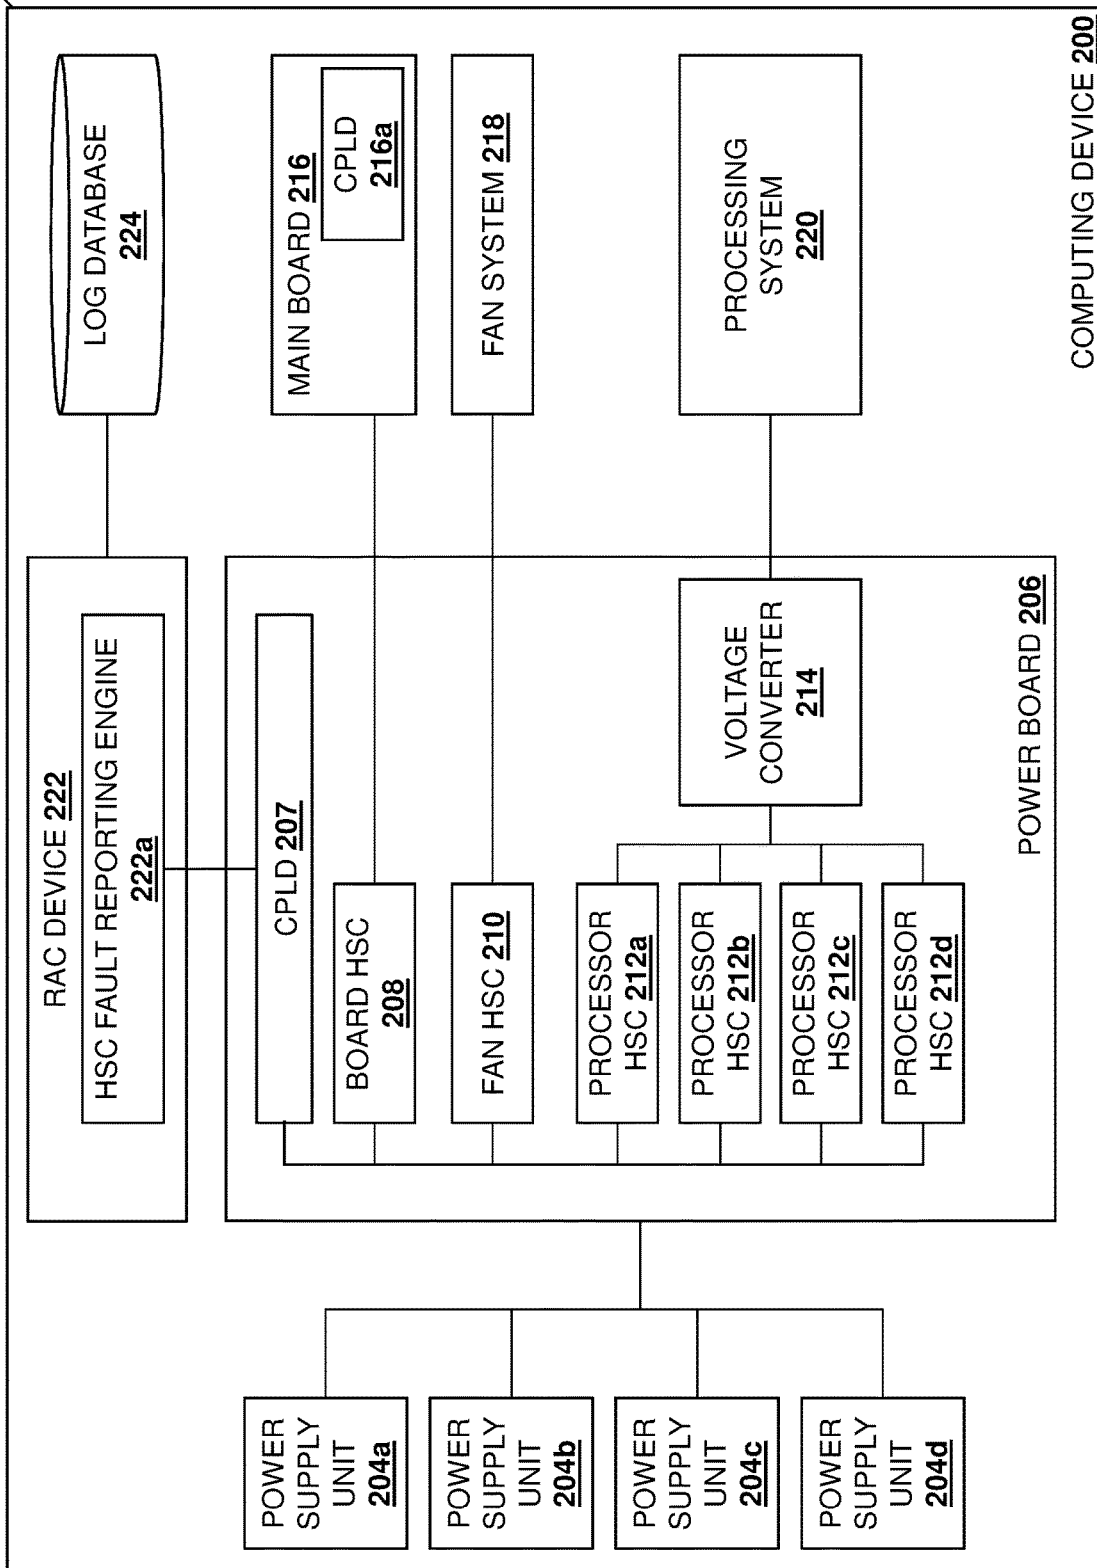 RAC DEVICE 222
HSC FAULT REPORTING ENGINE
222a
LOG DATABASE
224
POWER
SUPPLY
UNIT
204a
POWER
SUPPLY
UNIT
204b
POWER
SUPPLY
UNIT
204c
POWER
SUPPLY
UNIT
204d
CPLD 207
BOARD HSC
208
FAN HSC 210
PROCESSOR
HSC 212a
PROCESSOR
HSC 212b
PROCESSOR
HSC 212c
PROCESSOR
HSC 212d
VOLTAGE
CONVERTER
214
POWER BOARD 206
MAIN BOARD 216
CPLD
216a
FAN SYSTEM 218
PROCESSING
SYSTEM
220
COMPUTING DEVICE 200